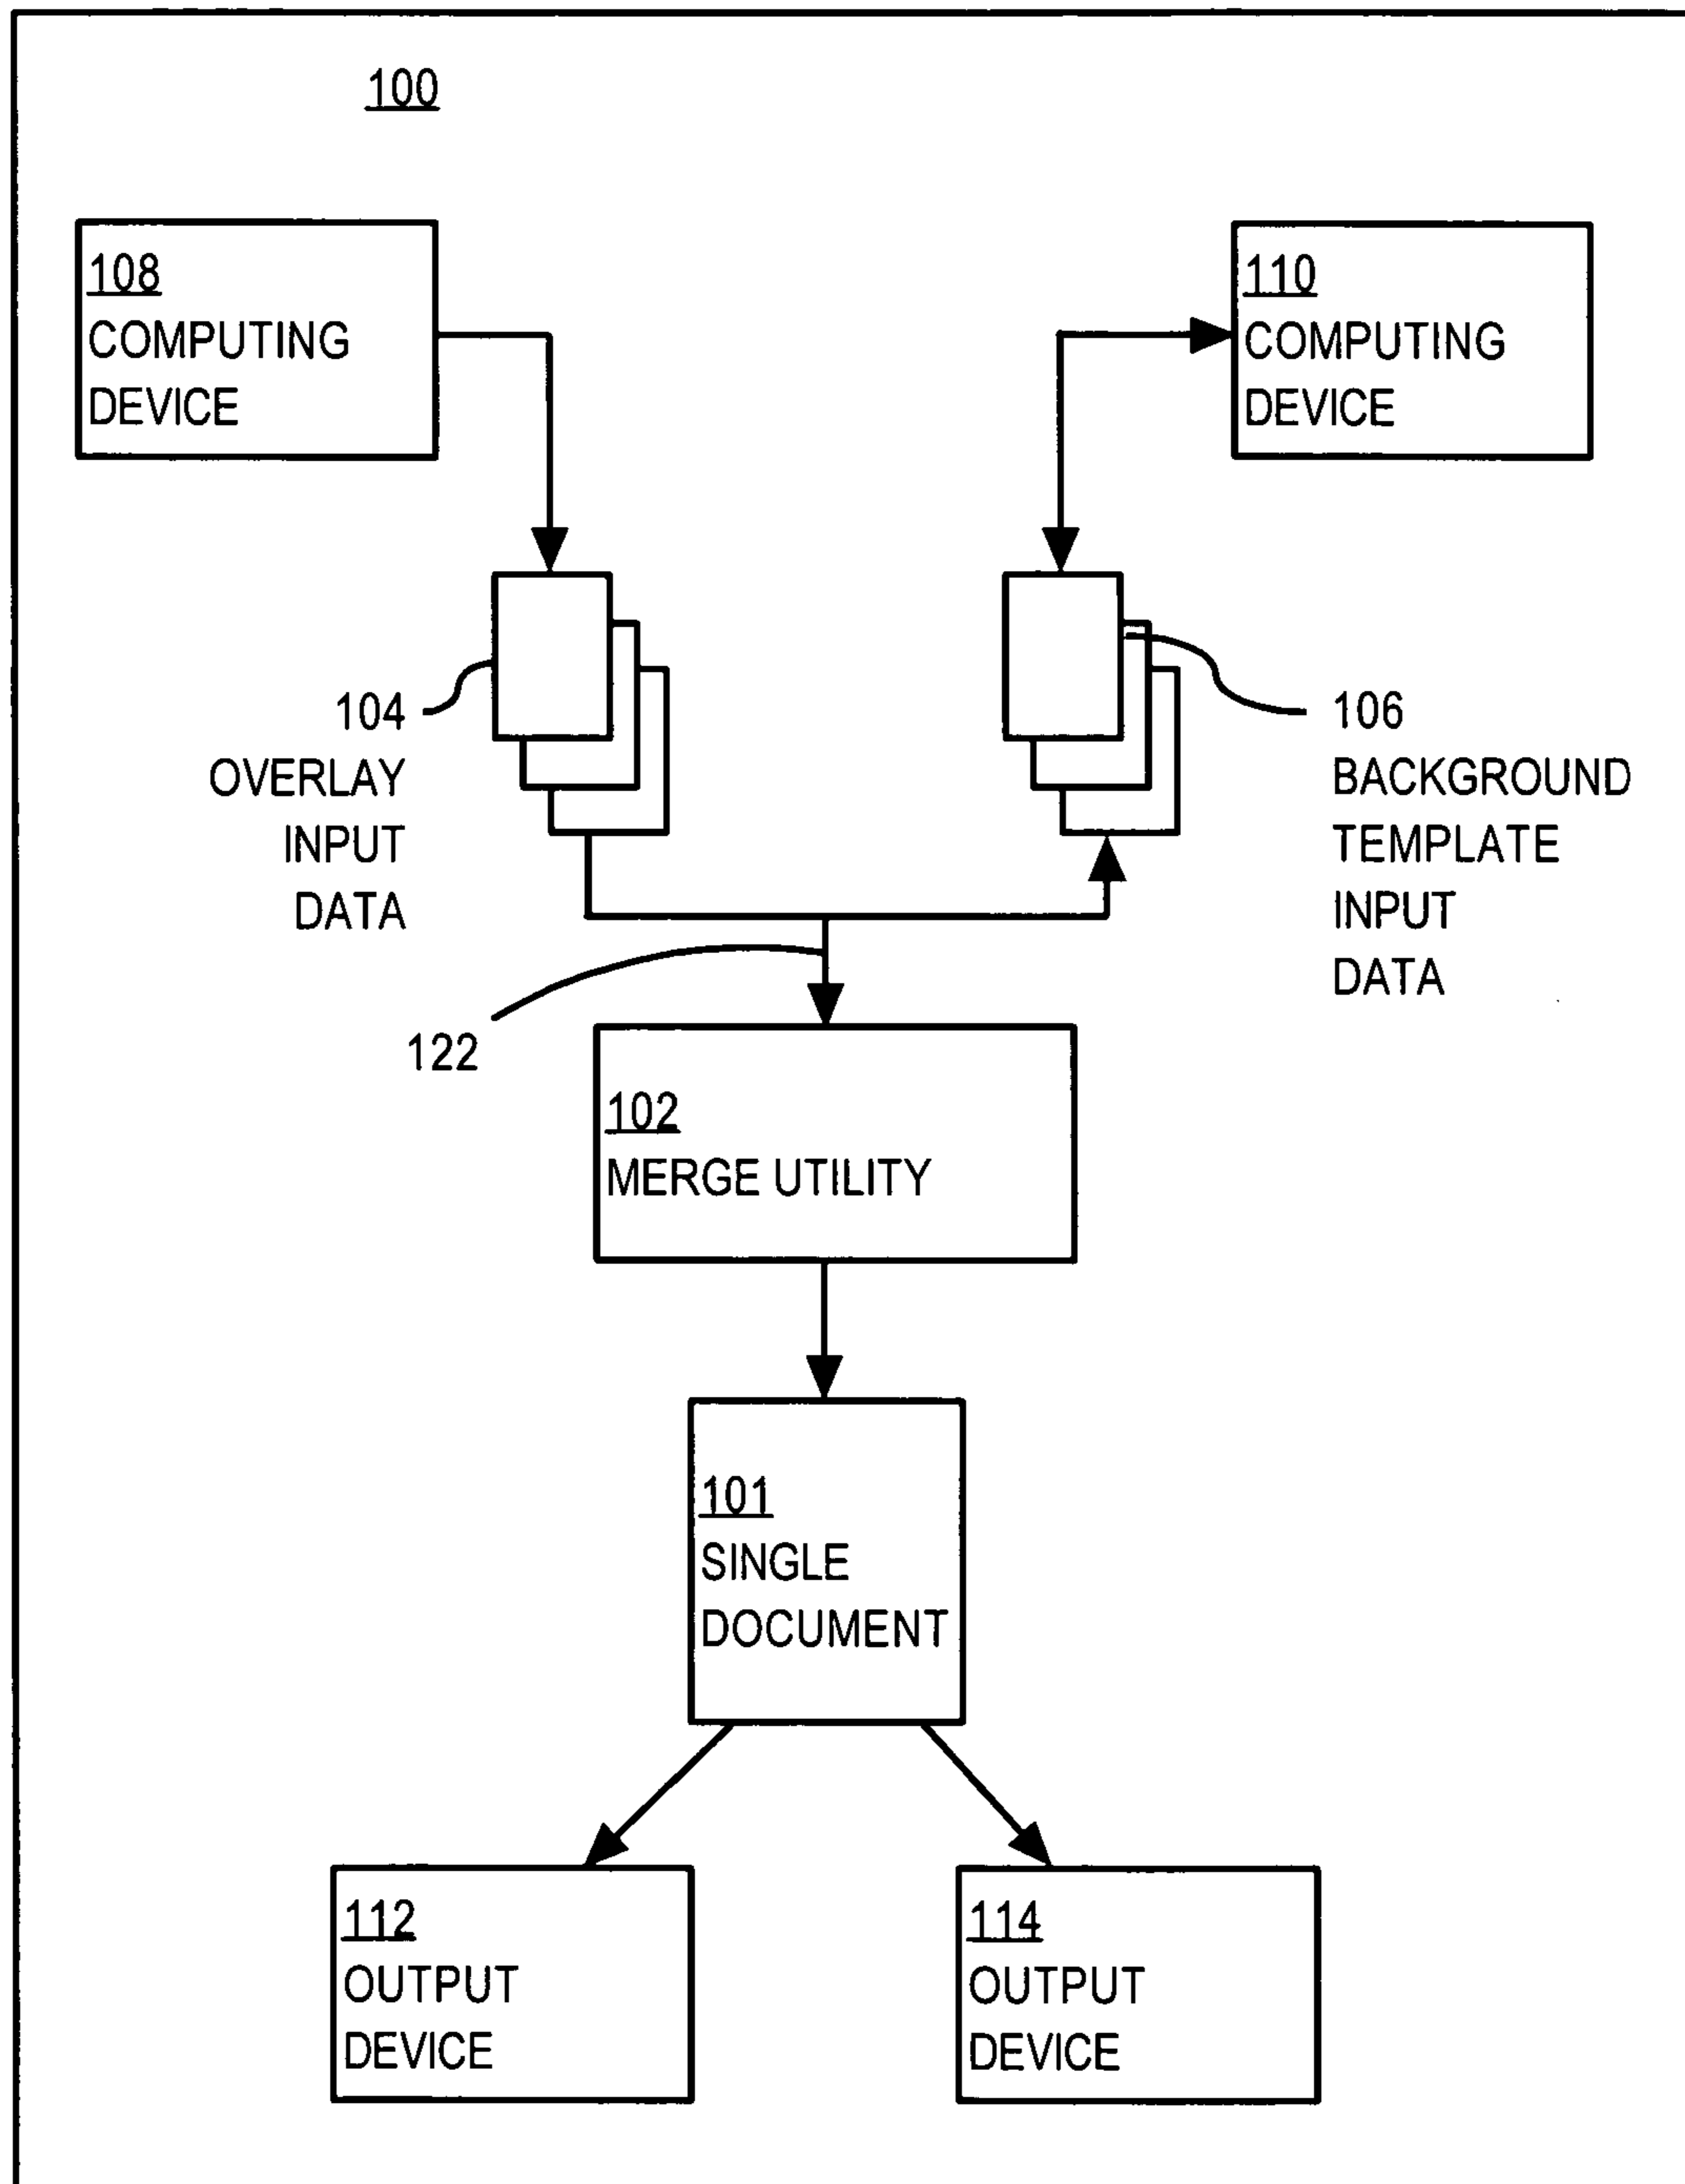 100
108
COMPUTING
DEVICE
110
COMPUTING
DEVICE
104
OVERLAY
INPUT
DATA
106
BACKGROUND
TEMPLATE
INPUT
DATA
122
102
MERGE UTILITY
101
SINGLE
DOCUMENT
112
OUTPUT
DEVICE
114
OUTPUT
DEVICE